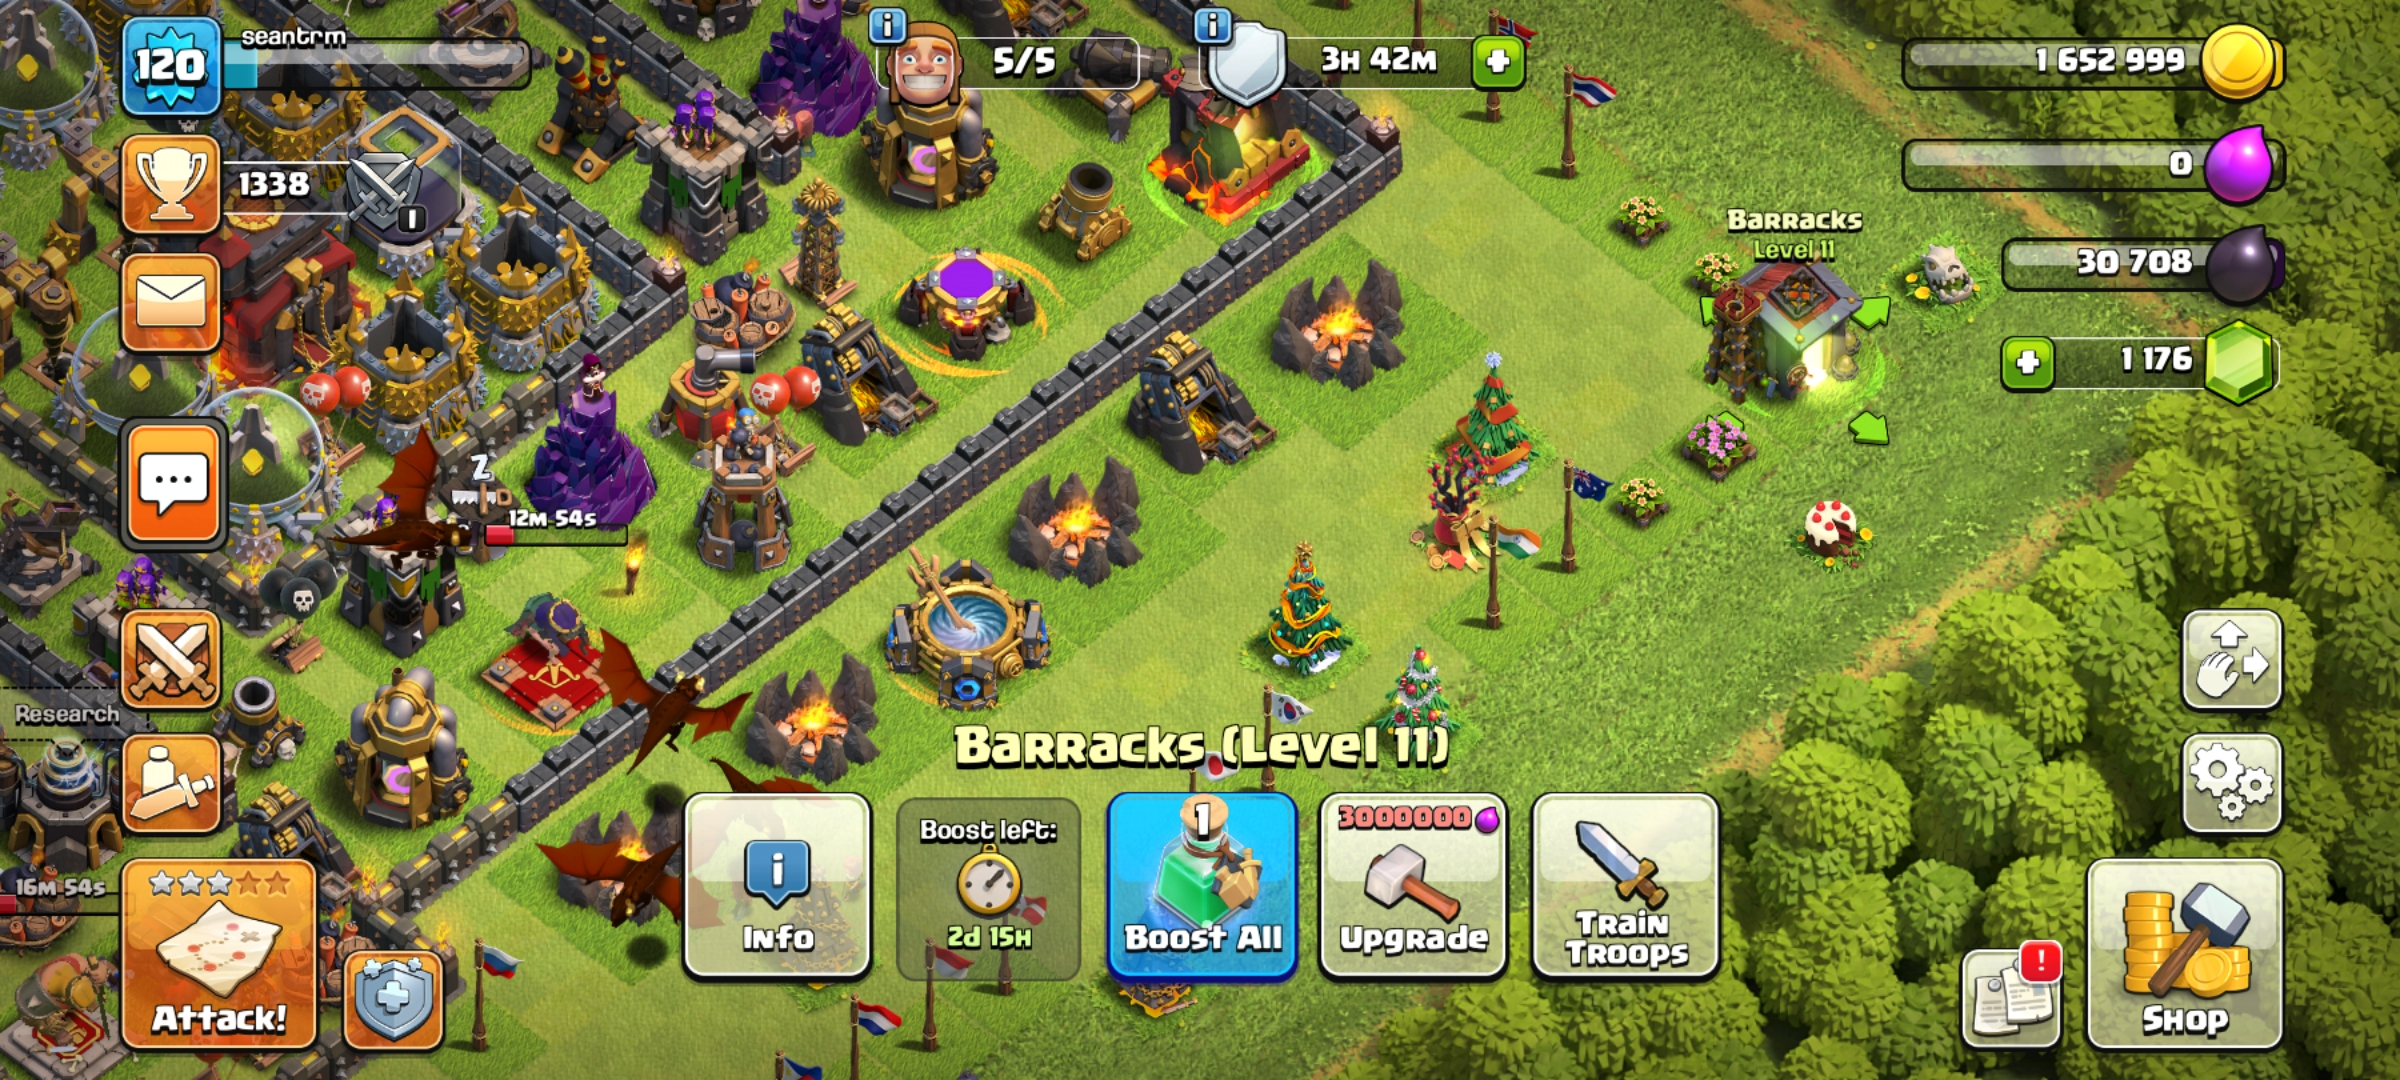 120
seantrm
5/5
3H 42M
1 652 999
1338
I
0
Barracks
Level 11
30 708
1 176
Z
12M 54s
Research
Barracks (Level 11)
16M 54s
Info
Boost left:
2d 15H
1
Boost All
3000000
Upgrade
Train
Troops
Attack!
!
Shop